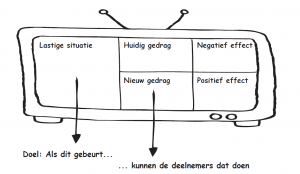 Lastige situatie
Huidig gedrag
Negatief effect
Nieuw gedrag
Positief effect
Doel: Als dit gebeurt...
... kunnen de deelnemers dat doen